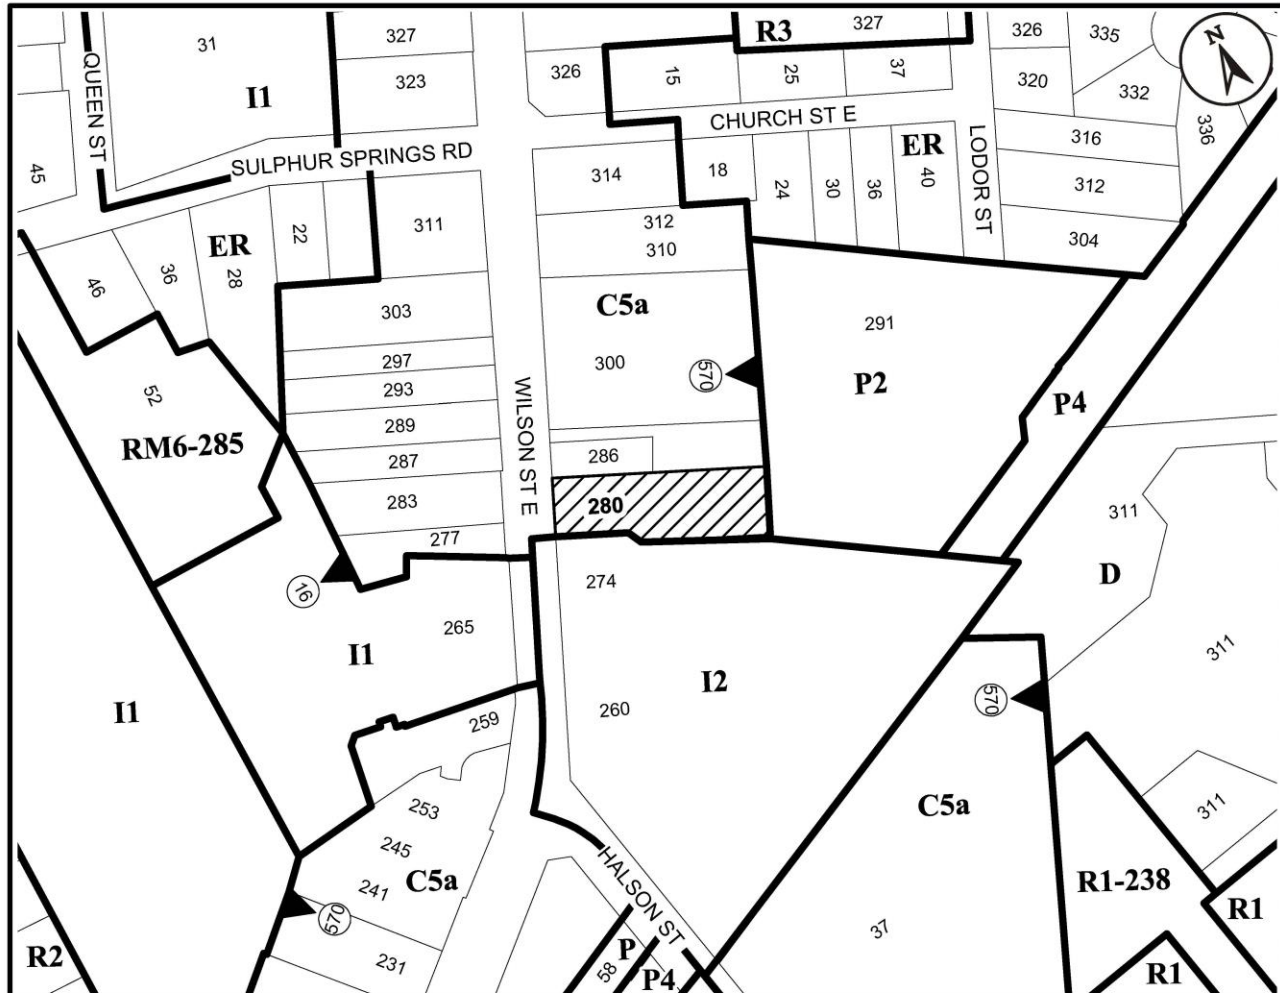 31
327
R3
327
326
335
N
QUEEN ST
I1
323
326
15
25
37
320
332
CHURCH ST E
336
45
SULPHUR SPRINGS RD
314
18
24
30
36
ER
40
LODOR ST
316
312
304
46
36
ER
28
22
311
312
310
303
C5a
291
297
293
300
570
P2
P4
52
RM6-285
289
287
WILSON ST E
286
283
280
277
311
D
16
274
265
I1
I2
311
I1
260
259
570
253
245
241
C5a
C5a
311
570
HALSON ST
R1-238
R1
R2
231
P
58
P4
37
R1